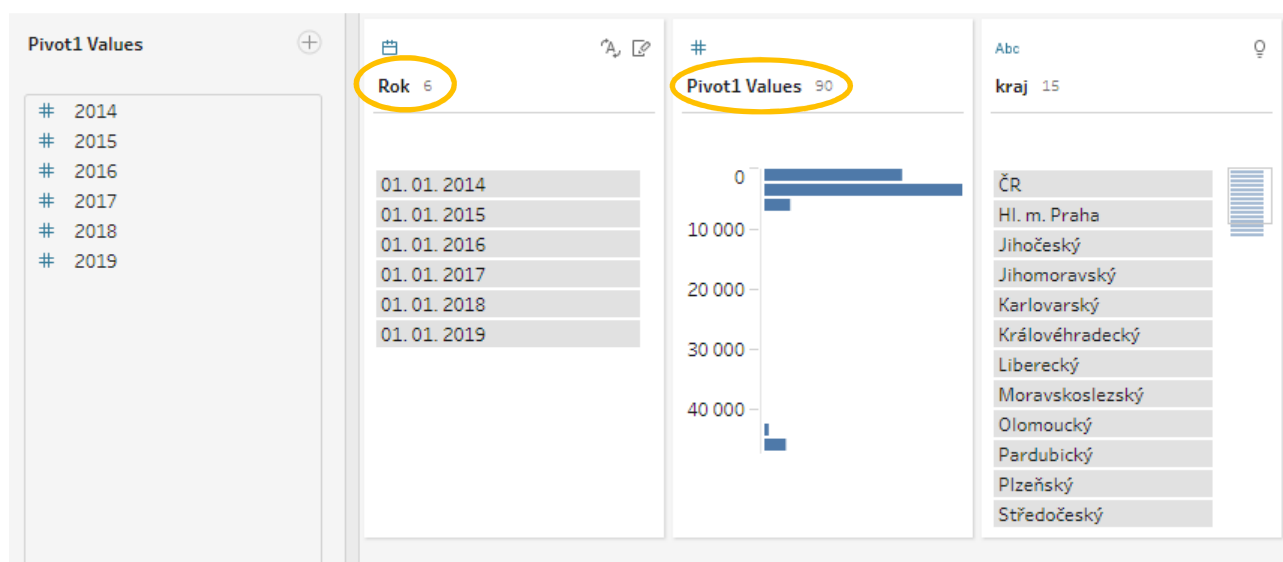 Pivot1 Values
# 2014
# 2015
# 2016
# 2017
# 2018
# 2019
Rok 6
01. 01. 2014
01. 01. 2015
01. 01. 2016
01. 01. 2017
01. 01. 2018
01. 01. 2019
#
Pivot1 Values 90
0
10 000
20 000
30 000
40 000
Abc
kraj 15
ČR
Hl. m. Praha
Jihočeský
Jihomoravský
Karlovarský
Královéhradecký
Liberecký
Moravskoslezský
Olomoucký
Pardubický
Plzeňský
Středočeský